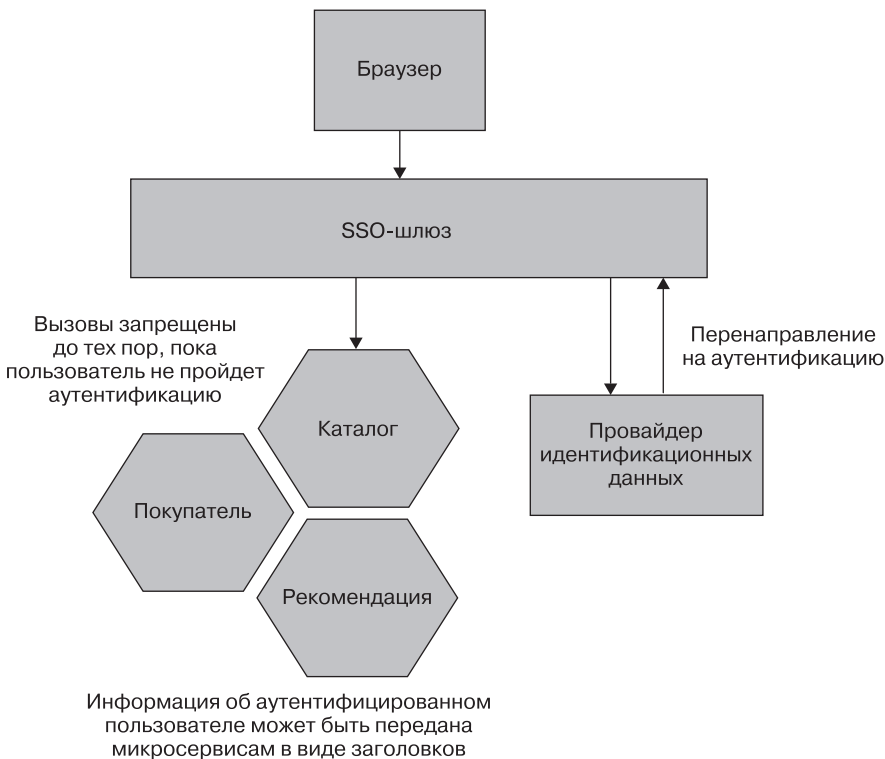 Браузер
SSO-шлюз
Вызовы запрещены
до тех пор, пока
пользователь не пройдет
аутентификацию
Перенаправление
на аутентификацию
Каталог
Провайдер
идентификационных
данных
Покупатель
Рекомендация
Информация об аутентифицированном
пользователе может быть передана
микросервисам в виде заголовков